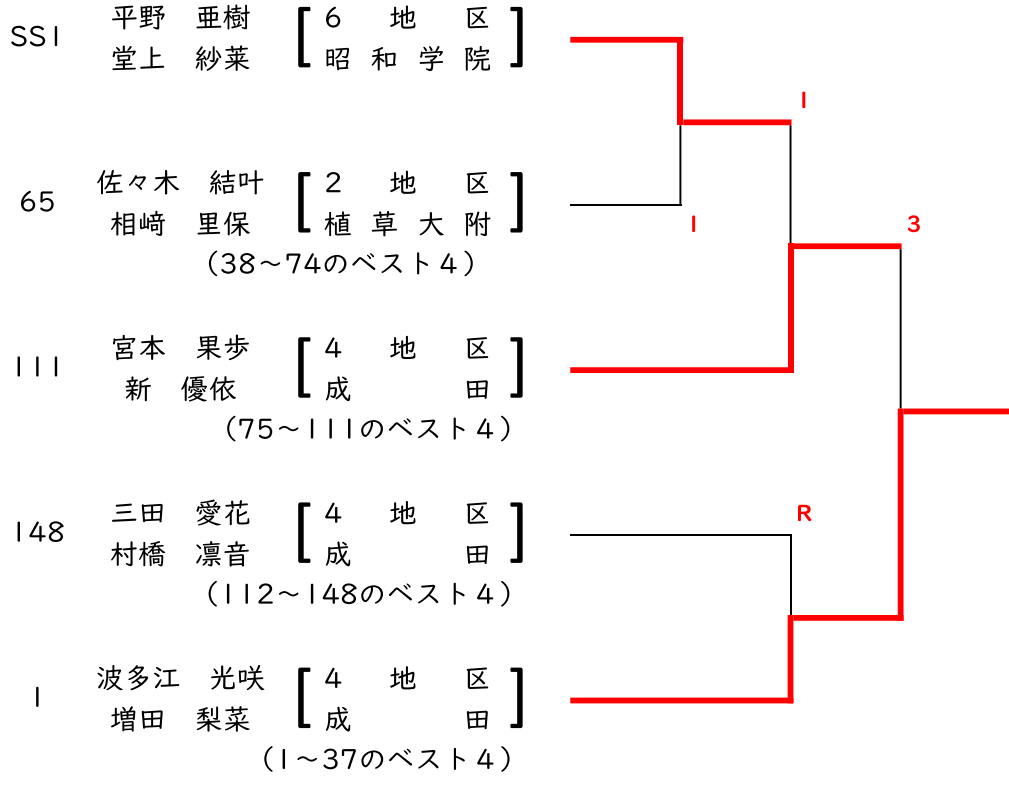 SS1 平野 亜樹 [ 6 地 区 ]
堂上 紗菜 [ 昭 和 学 院 ]
1
65 佐々木 結叶 [ 2 地 区 ]
相﨑 里保 [ 植 草 大 附 ]
1
3
(38～74のベスト4)
111 宮本 果歩 [ 4 地 区 ]
新 優依 [ 成 田 ]
(75～111のベスト4)
148 三田 愛花 [ 4 地 区 ]
R
村橋 凛音 [ 成 田 ]
(112～148のベスト4)
1 波多江 光咲 [ 4 地 区 ]
増田 梨菜 [ 成 田 ]
(1～37のベスト4)